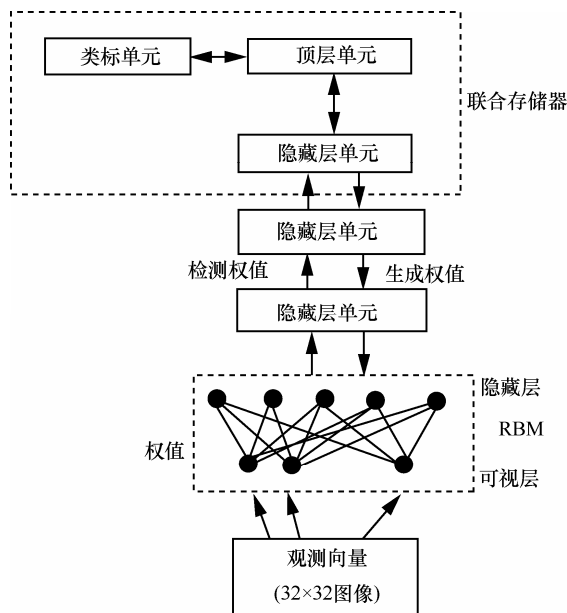 类标单元
顶层单元
联合存储器
隐藏层单元
隐藏层单元
检测权值
生成权值
隐藏层单元
隐藏层
RBM
权值
可视层
观测向量
(32×32图像)